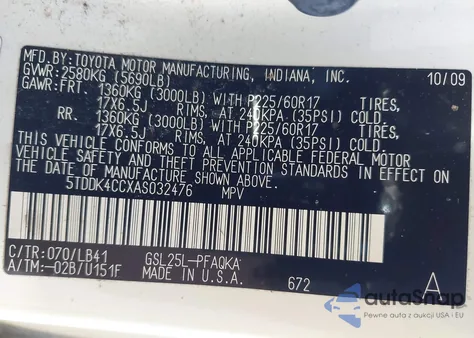 MFD.BY:TOYOTA MOTOR MANUFACTURING, INDIANA, INC. 10/09
GVWR:2580KG (5690LB)
GAWR:FRT. 1360KG (3000LB) WITH P225/60R17 TIRES,
17X6.5J RIMS, AT 240KPA (35PSI) COLD.
RR. 1360KG (3000LB) WITH P225/60R17 TIRES,
17X6.5J RIMS, AT 240KPA (35PSI) COLD.
THIS VEHICLE CONFORMS TO ALL APPLICABLE FEDERAL MOTOR
VEHICLE SAFETY AND THEFT PREVENTION STANDARDS IN EFFECT ON
THE DATE OF MANUFACTURE SHOWN ABOVE.
5TDDK4CCXAS032476 MPV
C/TR:070/LB41 GSL25L-PFAQKA
A/TM:-02B/U151F MADE IN U.S.A. 672 A
autoSnap
Pewne auta z aukcji USA i EU